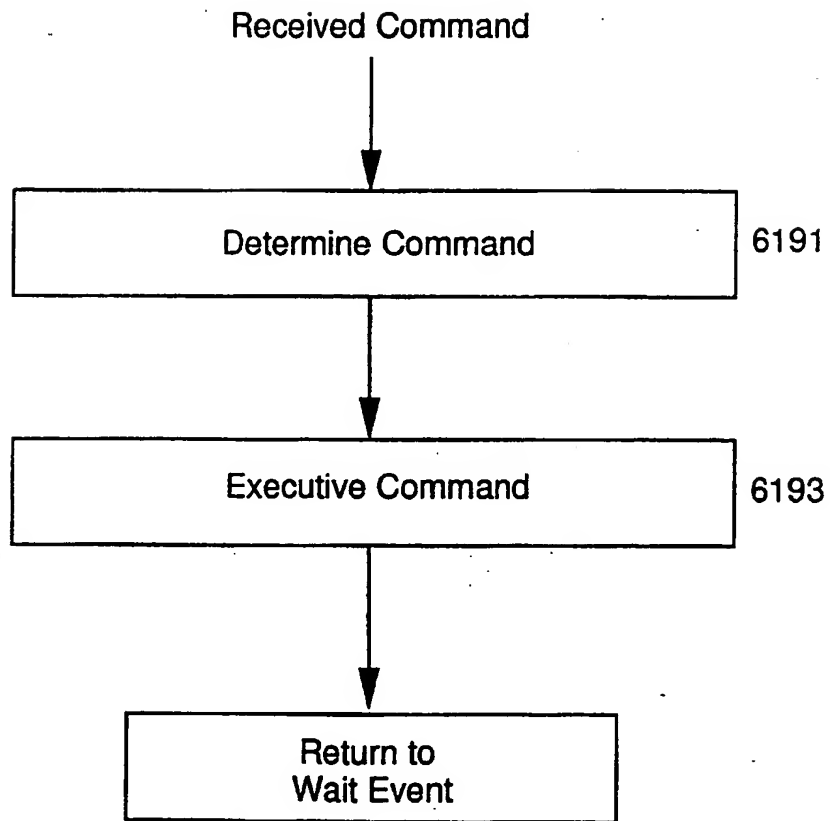 Received Command
Determine Command
6191
Executive Command
6193
Return to
Wait Event